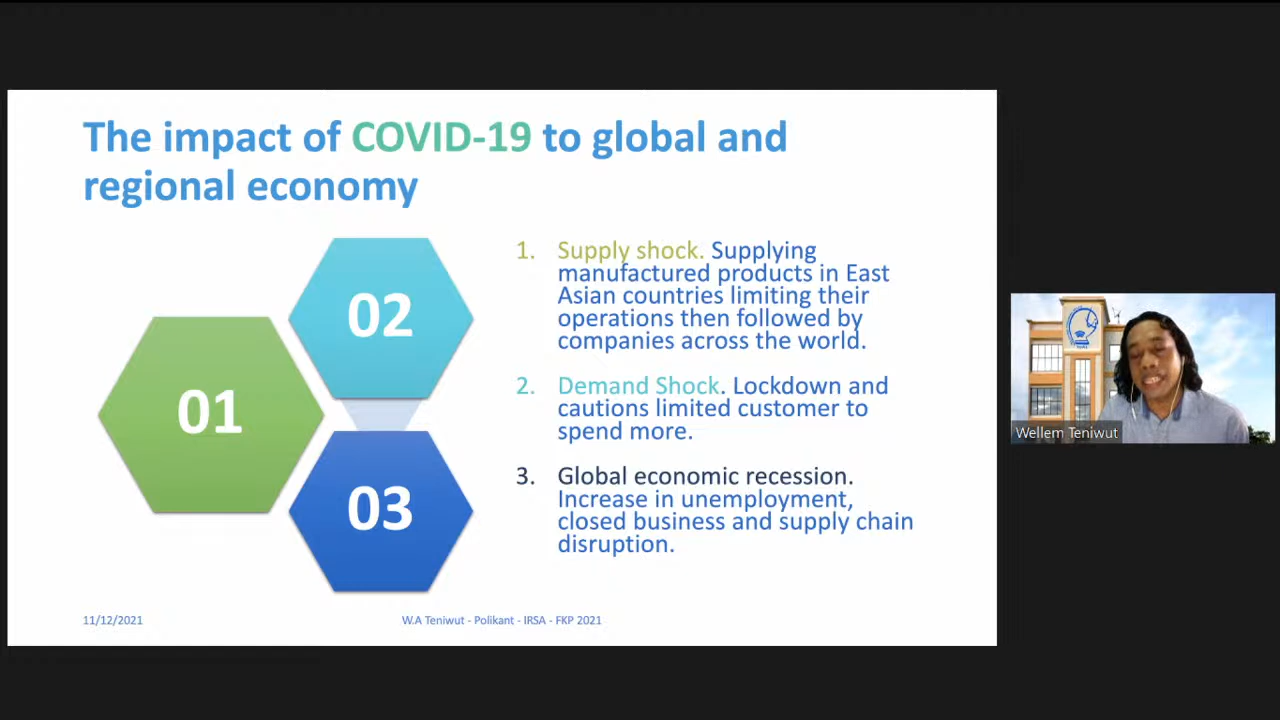 The impact of COVID-19 to global and
regional economy
01
02
03
1. Supply shock. Supplying
manufactured products in East
Asian countries limiting their
operations then followed by
companies across the world.
2. Demand Shock. Lockdown and
cautions limited customer to
spend more.
3. Global economic recession.
Increase in unemployment,
closed business and supply chain
disruption.
11/12/2021
W.A Teniwut - Polikant - IRSA - FKP 2021
Wellem Teniwut